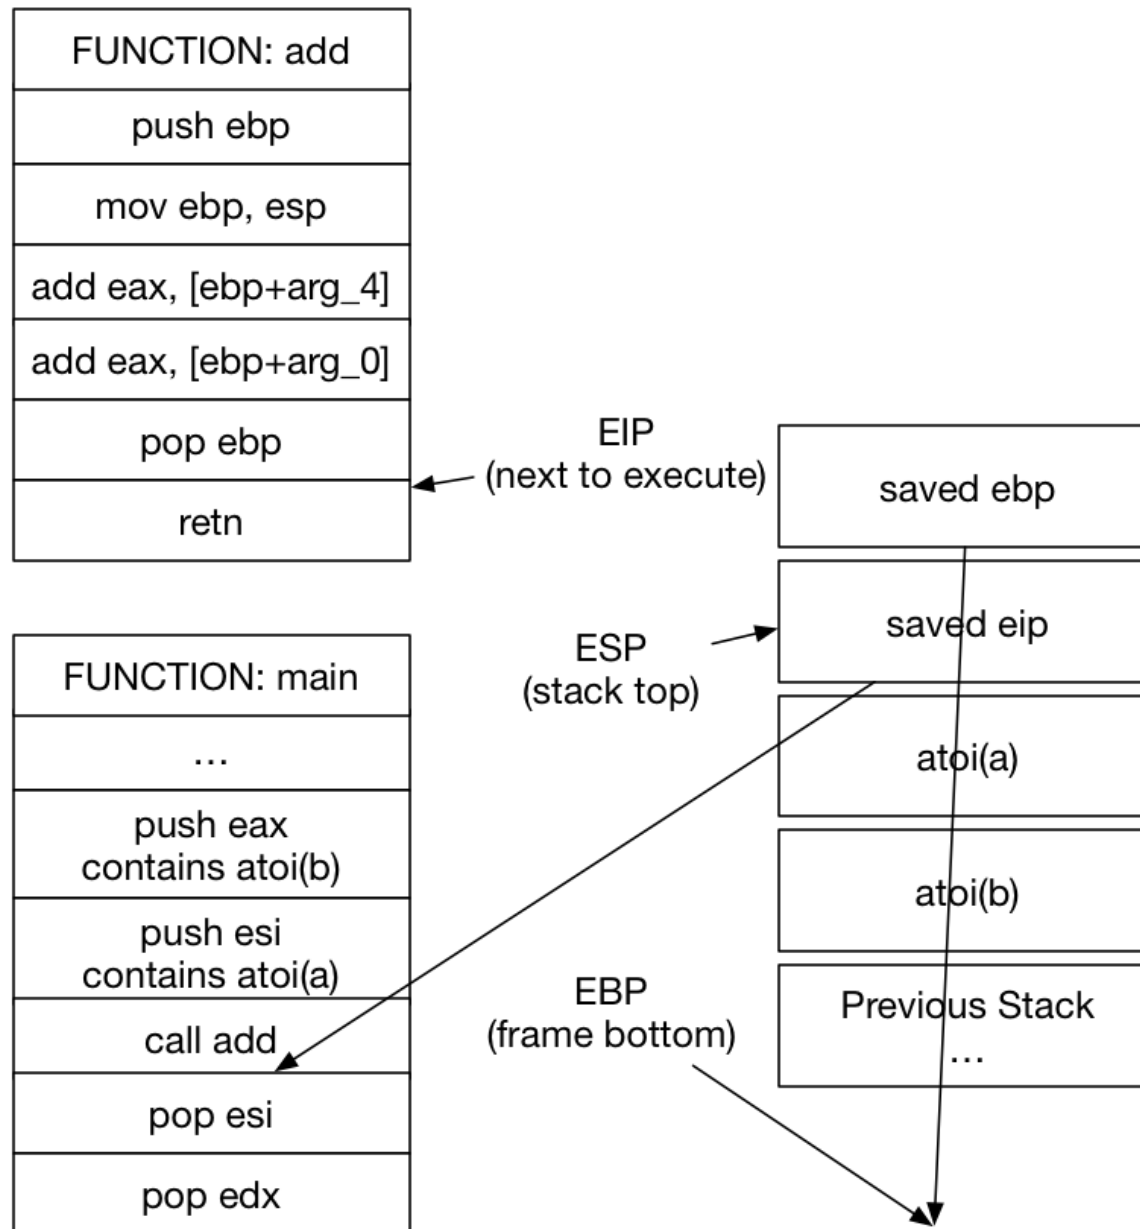 FUNCTION: add
push ebp
mov ebp, esp
add eax, [ebp+arg_4]
add eax, [ebp+arg_0]
pop ebp
retn
EIP
(next to execute)
saved ebp
saved eip
ESP
(stack top)
atoi(a)
atoi(b)
EBP
(frame bottom)
Previous Stack
...
FUNCTION: main
...
push eax
contains atoi(b)
push esi
contains atoi(a)
call add
pop esi
pop edx